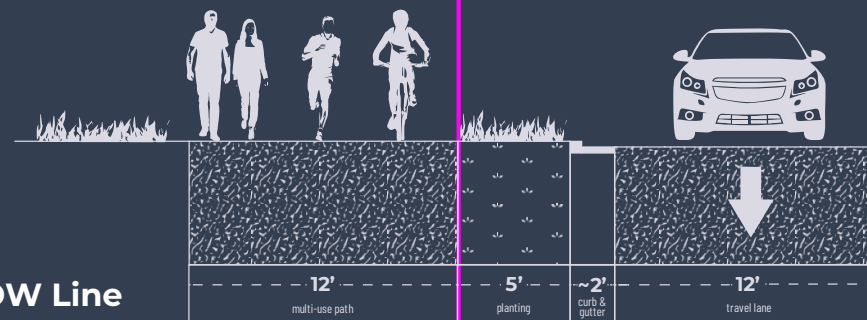 OW Line
12’ 5’ ~2’ 12’
multi-use path planting curb & gutter travel lane